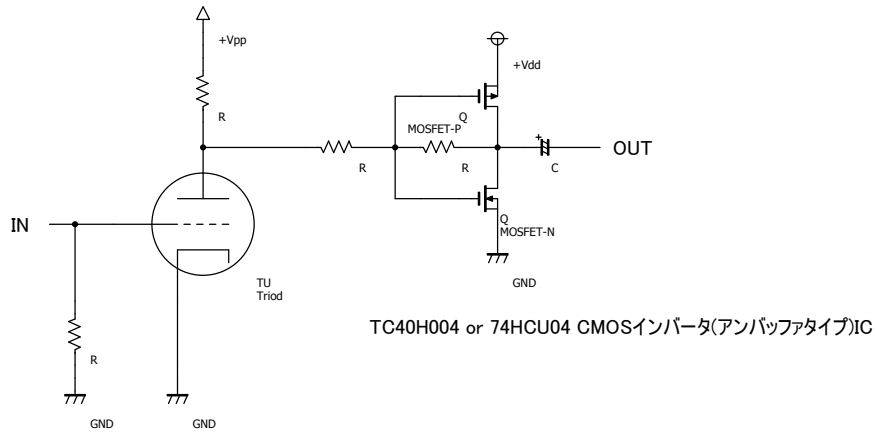 +Vpp
+Vdd
R
Q
MOSFET-P
+
OUT
R
R
C
IN
Q
MOSFET-N
TU
Triod
GND
TC40H004 or 74HCU04 CMOSインバータ(アンバッファタイプ)IC
R
GND
GND